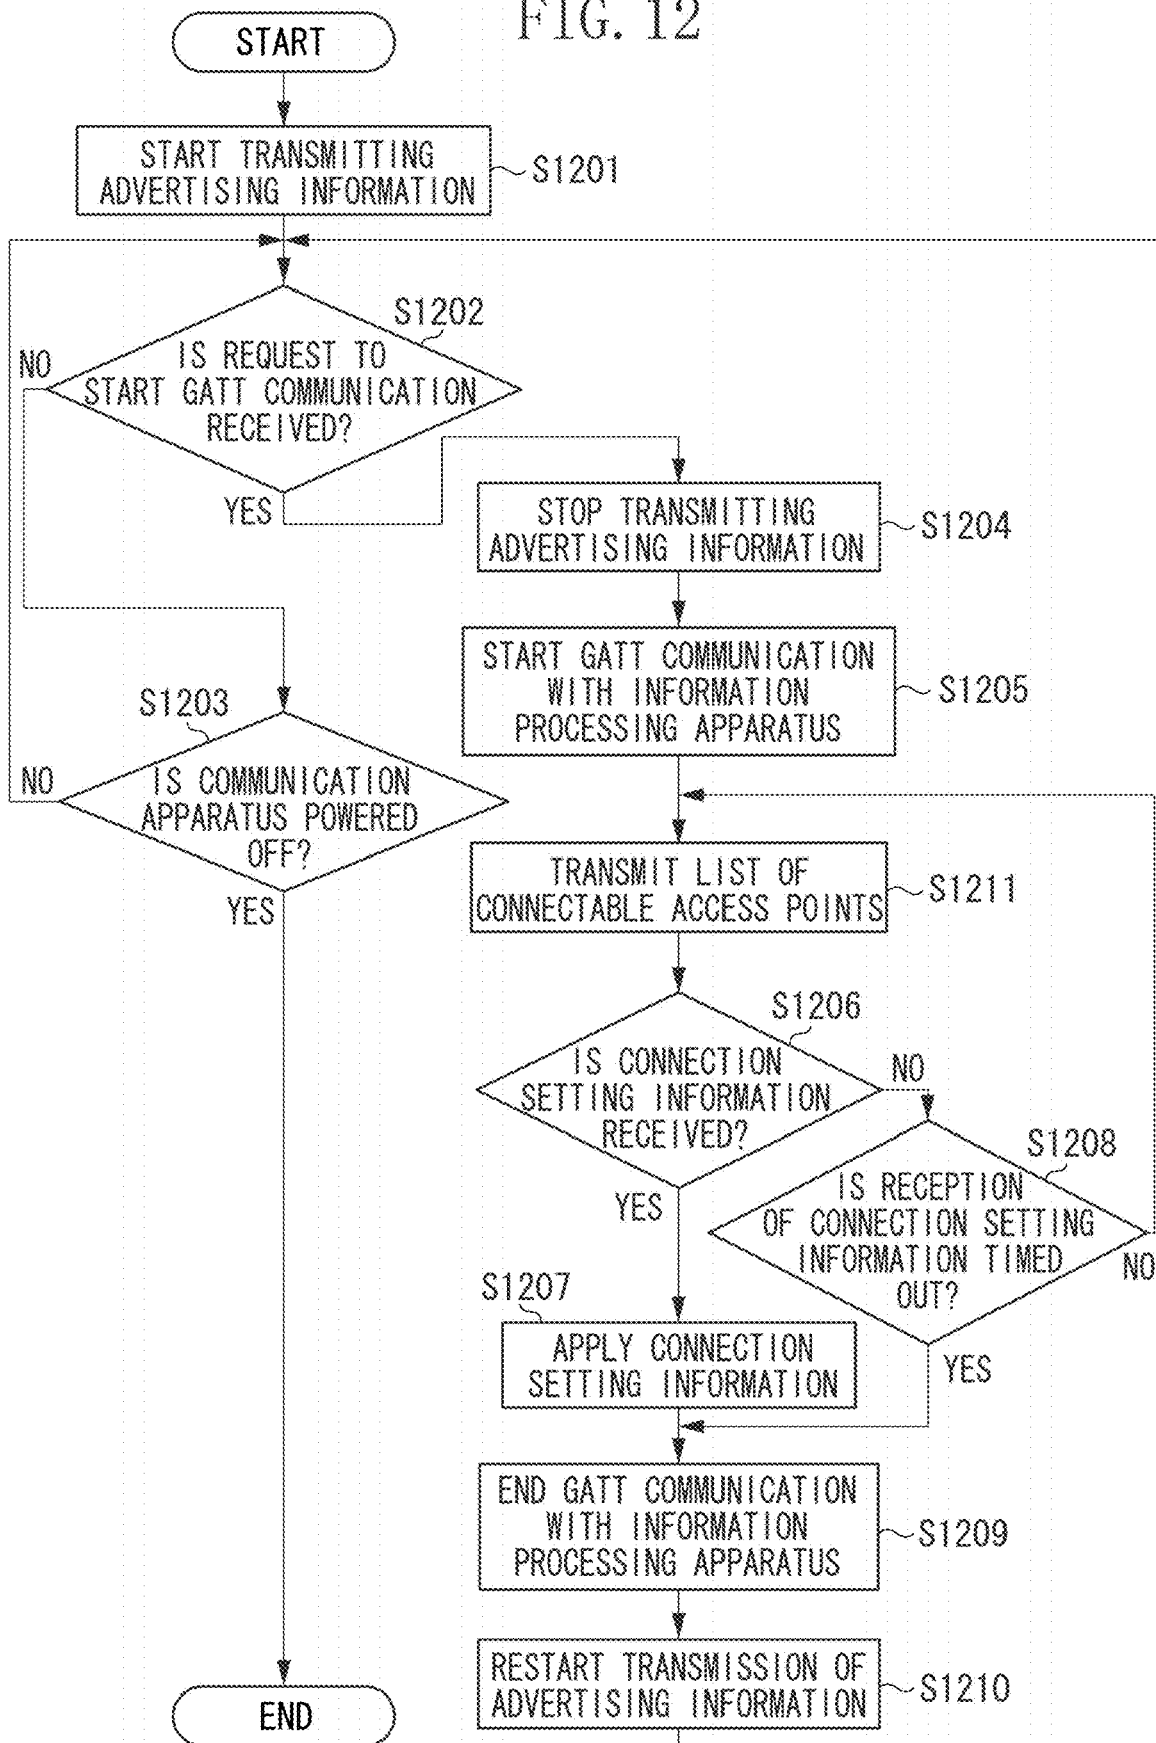 FIG. 12
START
START TRANSMITTING
ADVERTISING INFORMATION
S1201
S1202
NO
IS REQUEST TO
START GATT COMMUNICATION
RECEIVED?
YES
STOP TRANSMITTING
ADVERTISING INFORMATION
S1204
START GATT COMMUNICATION
WITH INFORMATION
PROCESSING APPARATUS
S1205
S1203
NO
IS COMMUNICATION
APPARATUS POWERED
OFF?
YES
TRANSMIT LIST OF
CONNECTABLE ACCESS POINTS
S1211
S1206
IS CONNECTION
SETTING INFORMATION
RECEIVED?
NO
YES
S1208
IS RECEPTION
OF CONNECTION SETTING
INFORMATION TIMED
OUT?
NO
YES
S1207
APPLY CONNECTION
SETTING INFORMATION
END GATT COMMUNICATION
WITH INFORMATION
PROCESSING APPARATUS
S1209
RESTART TRANSMISSION OF
ADVERTISING INFORMATION
S1210
END